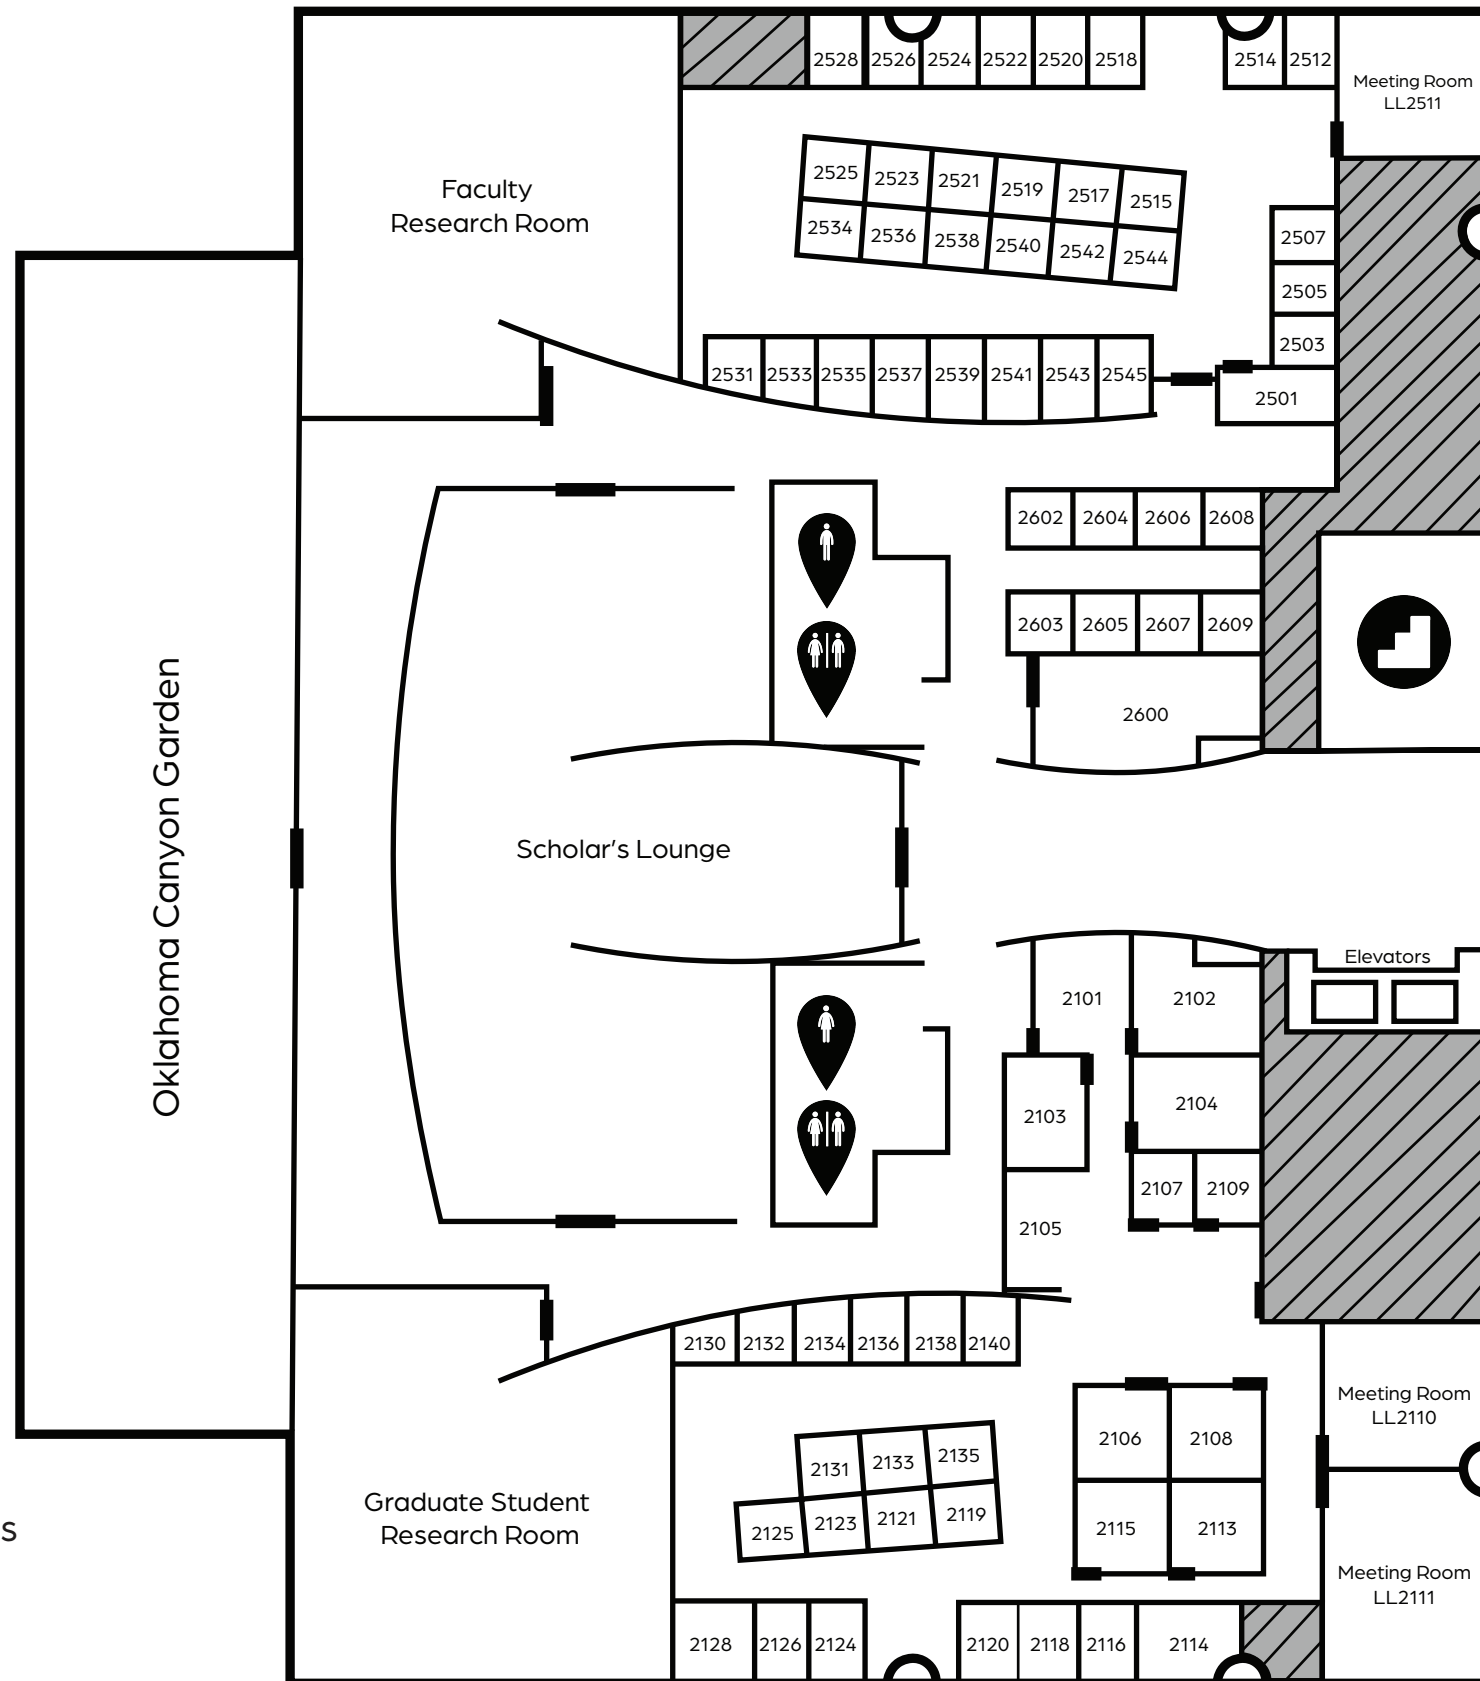 2528 2526 2524 2522 2520 2518 2514 2512
Meeting Room
LL2511
2525 2523 2521 2519 2517 2515
2534 2536 2538 2540 2542 2544
Faculty
Research Room
2507
2505
2503
2501
2531 2533 2535 2537 2539 2541 2543 2545
2602 2604 2606 2608
2603 2605 2607 2609
2600
Oklahoma Canyon Garden
Scholar's Lounge
Elevators
2101 2102
2103 2104
2107 2109
2105
2130 2132 2134 2136 2138 2140
Meeting Room
LL2110
2106 2108
2131 2133 2135
2125 2123 2121 2119
2115 2113
Graduate Student
Research Room
s
Meeting Room
LL2111
2128 2126 2124 2120 2118 2116 2114